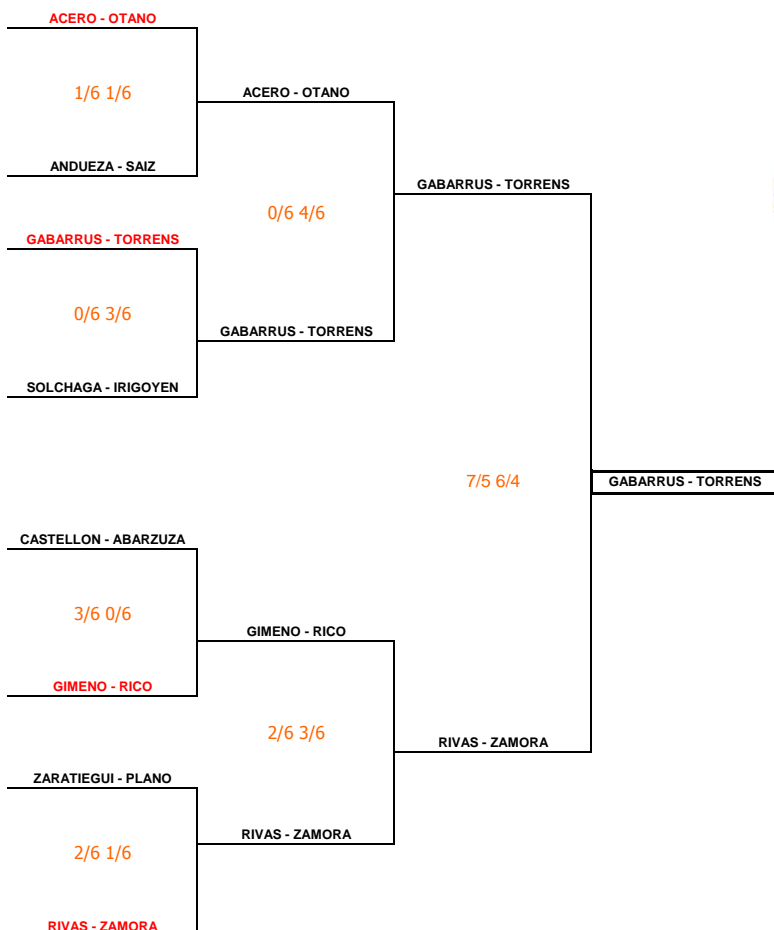 ACERO - OTANO
1/6 1/6
ACERO - OTANO
ANDUEZA - SAIZ
GABARRUS - TORRENS
0/6 4/6
GABARRUS - TORRENS
0/6 3/6
GABARRUS - TORRENS
SOLCHAGA - IRIGOYEN
7/5 6/4
GABARRUS - TORRENS
CASTELLON - ABARZUZA
3/6 0/6
GIMENO - RICO
GIMENO - RICO
2/6 3/6
RIVAS - ZAMORA
ZARATIEGUI - PLANO
RIVAS - ZAMORA
2/6 1/6
RIVAS - ZAMORA